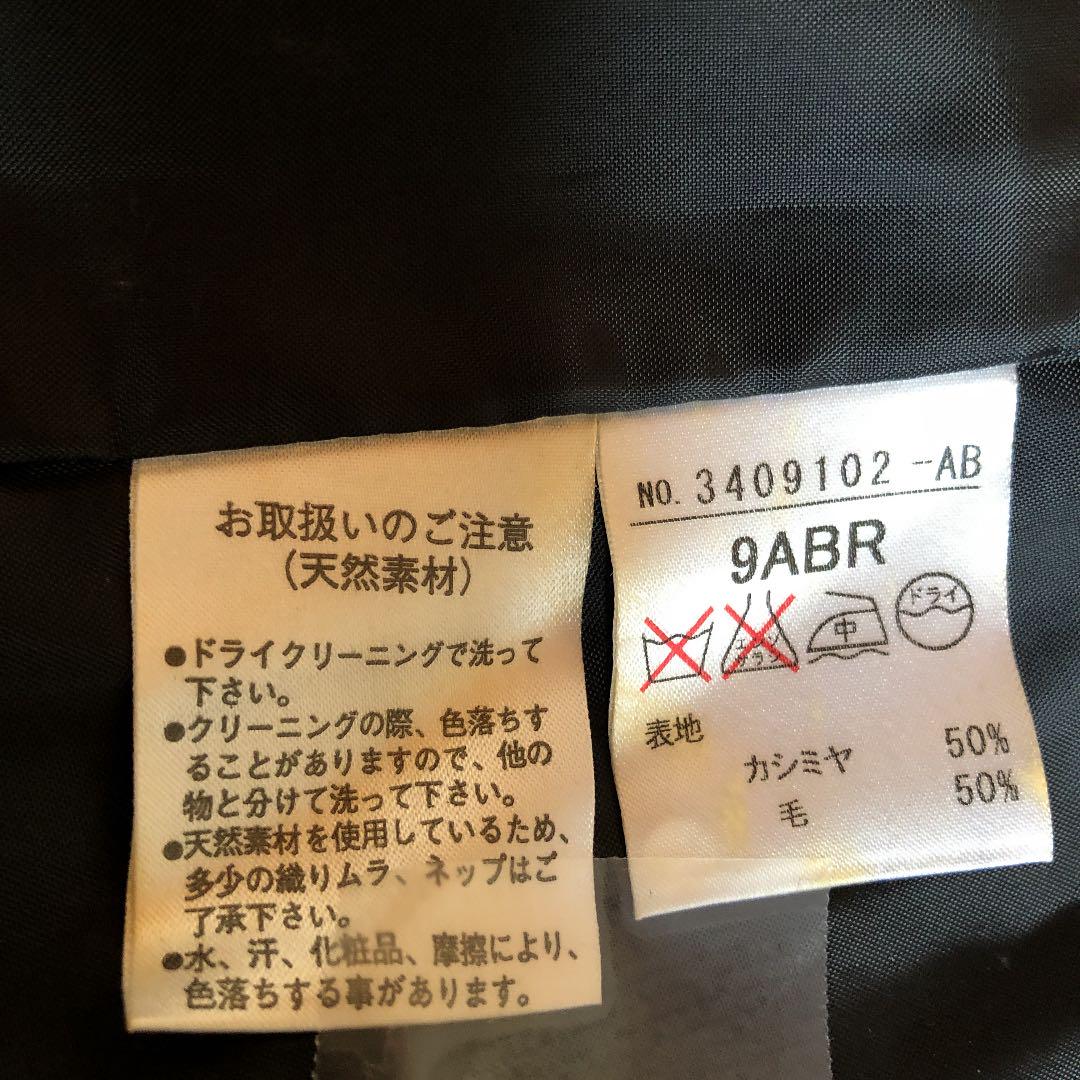 お取扱いのご注意
(天然素材)
●ドライクリーニングで洗って
下さい。
●クリーニングの際、色落ちす
ることがありますので、他の
物と分けて洗って下さい。
●天然素材を使用しているため、
多少の織りムラ、ネップはご
了承下さい。
●水、汗、化粧品、摩擦により、
色落ちする事があります。
NO. 3409102 -AB
9ABR
エンソ
サラシ
中
ドライ
表地
カシミヤ 50%
毛 50%